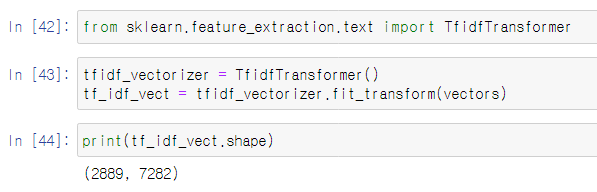 In [42]: from sklearn.feature_extraction.text import TfidfTransformer
In [43]: tfidf_vectorizer = TfidfTransformer()
tf_idf_vect = tfidf_vectorizer.fit_transform(vectors)
In [44]: print(tf_idf_vect.shape)
(2889, 7282)